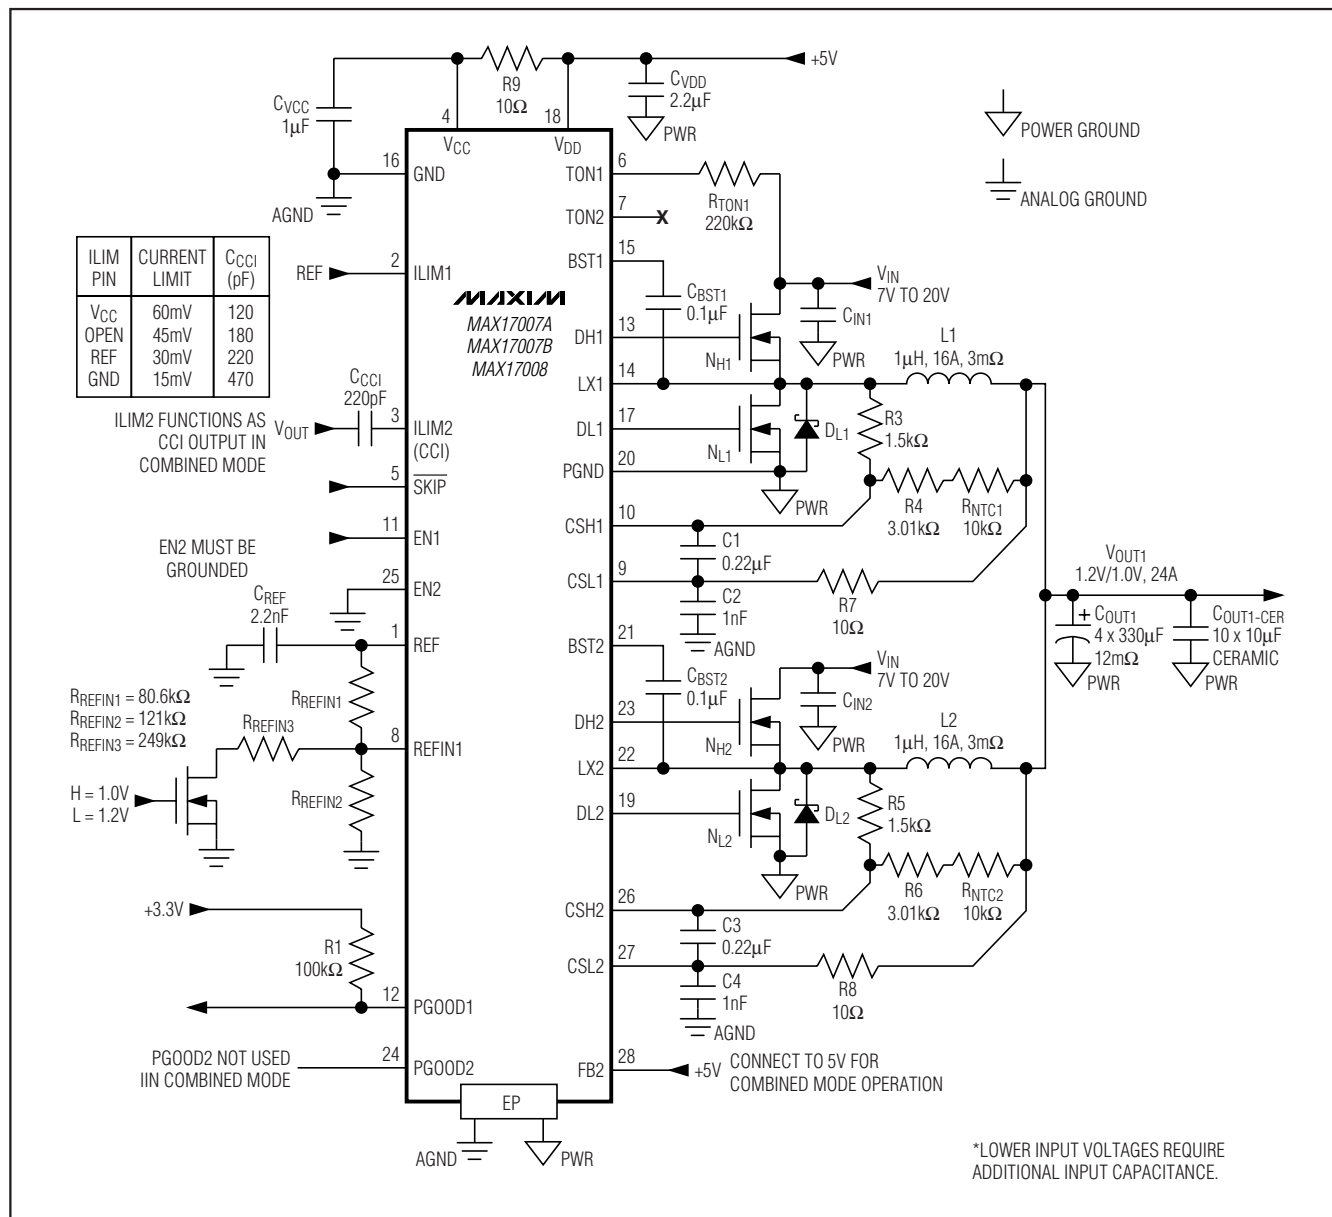 +5V
R9
10Ω
CVDD
2.2µF
PWR
CVCC
1µF
4
18
VCC
VDD
POWER GROUND
ANALOG GROUND
16
GND
AGND
TON1
6
RTON1
220kΩ
TON2
7
X
BST1
15
ILIM PIN
CURRENT LIMIT
CCCI (pF)
VCC 60mV 120
OPEN 45mV 180
REF 30mV 220
GND 15mV 470
REF
2
ILIM1
MAXIM
MAX17007A
MAX17007B
MAX17008
CBST1
0.1µF
VIN
7V TO 20V
CIN1
PWR
DH1
13
NH1
L1
1µH, 16A, 3mΩ
LX1
14
CCCI
220pF
ILIM2 FUNCTIONS AS
CCI OUTPUT IN
COMBINED MODE
VOUT
3
ILIM2
(CCI)
DL1
17
NL1
DL1
R3
1.5kΩ
PGND
20
PWR
R4
3.01kΩ
RNTC1
10kΩ
5
SKIP
CSH1
10
C1
0.22µF
11
EN1
EN2 MUST BE
GROUNDED
25
EN2
CSL1
9
R7
10Ω
C2
1nF
AGND
VOUT1
1.2V/1.0V, 24A
+
COUT1
4 x 330µF
12mΩ
PWR
COUT1-CER
10 x 10µF
CERAMIC
PWR
CREF
2.2nF
1
REF
BST2
21
CBST2
0.1µF
VIN
7V TO 20V
CIN2
PWR
RREFIN1 = 80.6kΩ
RREFIN2 = 121kΩ
RREFIN3 = 249kΩ
RREFIN1
RREFIN3
8
REFIN1
RREFIN2
H = 1.0V
L = 1.2V
DH2
23
NH2
L2
1µH, 16A, 3mΩ
LX2
22
DL2
19
NL2
DL2
R5
1.5kΩ
PWR
R6
3.01kΩ
RNTC2
10kΩ
+3.3V
R1
100kΩ
CSH2
26
C3
0.22µF
CSL2
27
R8
10Ω
C4
1nF
AGND
12
PGOOD1
PGOOD2 NOT USED
IIN COMBINED MODE
24
PGOOD2
FB2
28
+5V
CONNECT TO 5V FOR
COMBINED MODE OPERATION
EP
AGND
PWR
*LOWER INPUT VOLTAGES REQUIRE
ADDITIONAL INPUT CAPACITANCE.